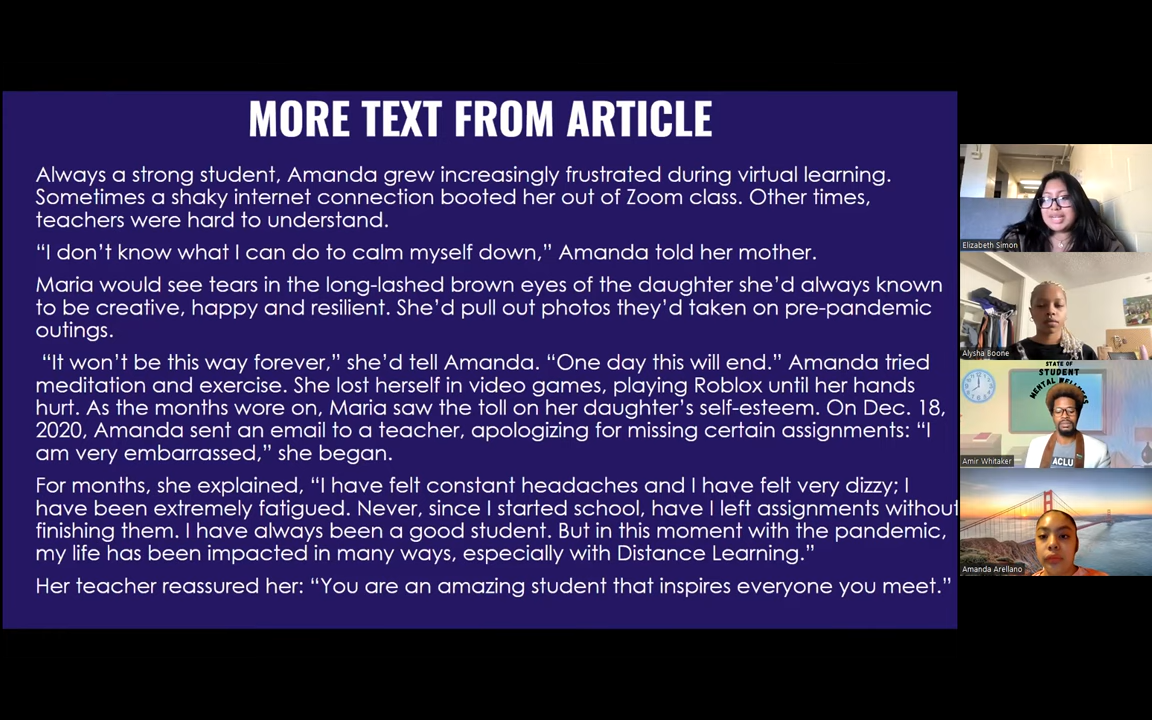 MORE TEXT FROM ARTICLE
Always a strong student, Amanda grew increasingly frustrated during virtual learning.
Sometimes a shaky internet connection booted her out of Zoom class. Other times,
teachers were hard to understand.
“I don’t know what I can do to calm myself down,” Amanda told her mother.
Maria would see tears in the long-lashed brown eyes of the daughter she’d always known
to be creative, happy and resilient. She’d pull out photos they’d taken on pre-pandemic
outings.
“It won’t be this way forever,” she’d tell Amanda. “One day this will end.” Amanda tried
meditation and exercise. She lost herself in video games, playing Roblox until her hands
hurt. As the months wore on, Maria saw the toll on her daughter’s self-esteem. On Dec. 18,
2020, Amanda sent an email to a teacher, apologizing for missing certain assignments: “I
am very embarrassed,” she began.
For months, she explained, “I have felt constant headaches and I have felt very dizzy; I
have been extremely fatigued. Never, since I started school, have I left assignments without
finishing them. I have always been a good student. But in this moment with the pandemic,
my life has been impacted in many ways, especially with Distance Learning.”
Her teacher reassured her: “You are an amazing student that inspires everyone you meet.”
Elizabeth Simon
Alysha Boone
STATE OF
STUDENT
MENTAL
ACLU
Amir Whitaker
Amanda Arellano